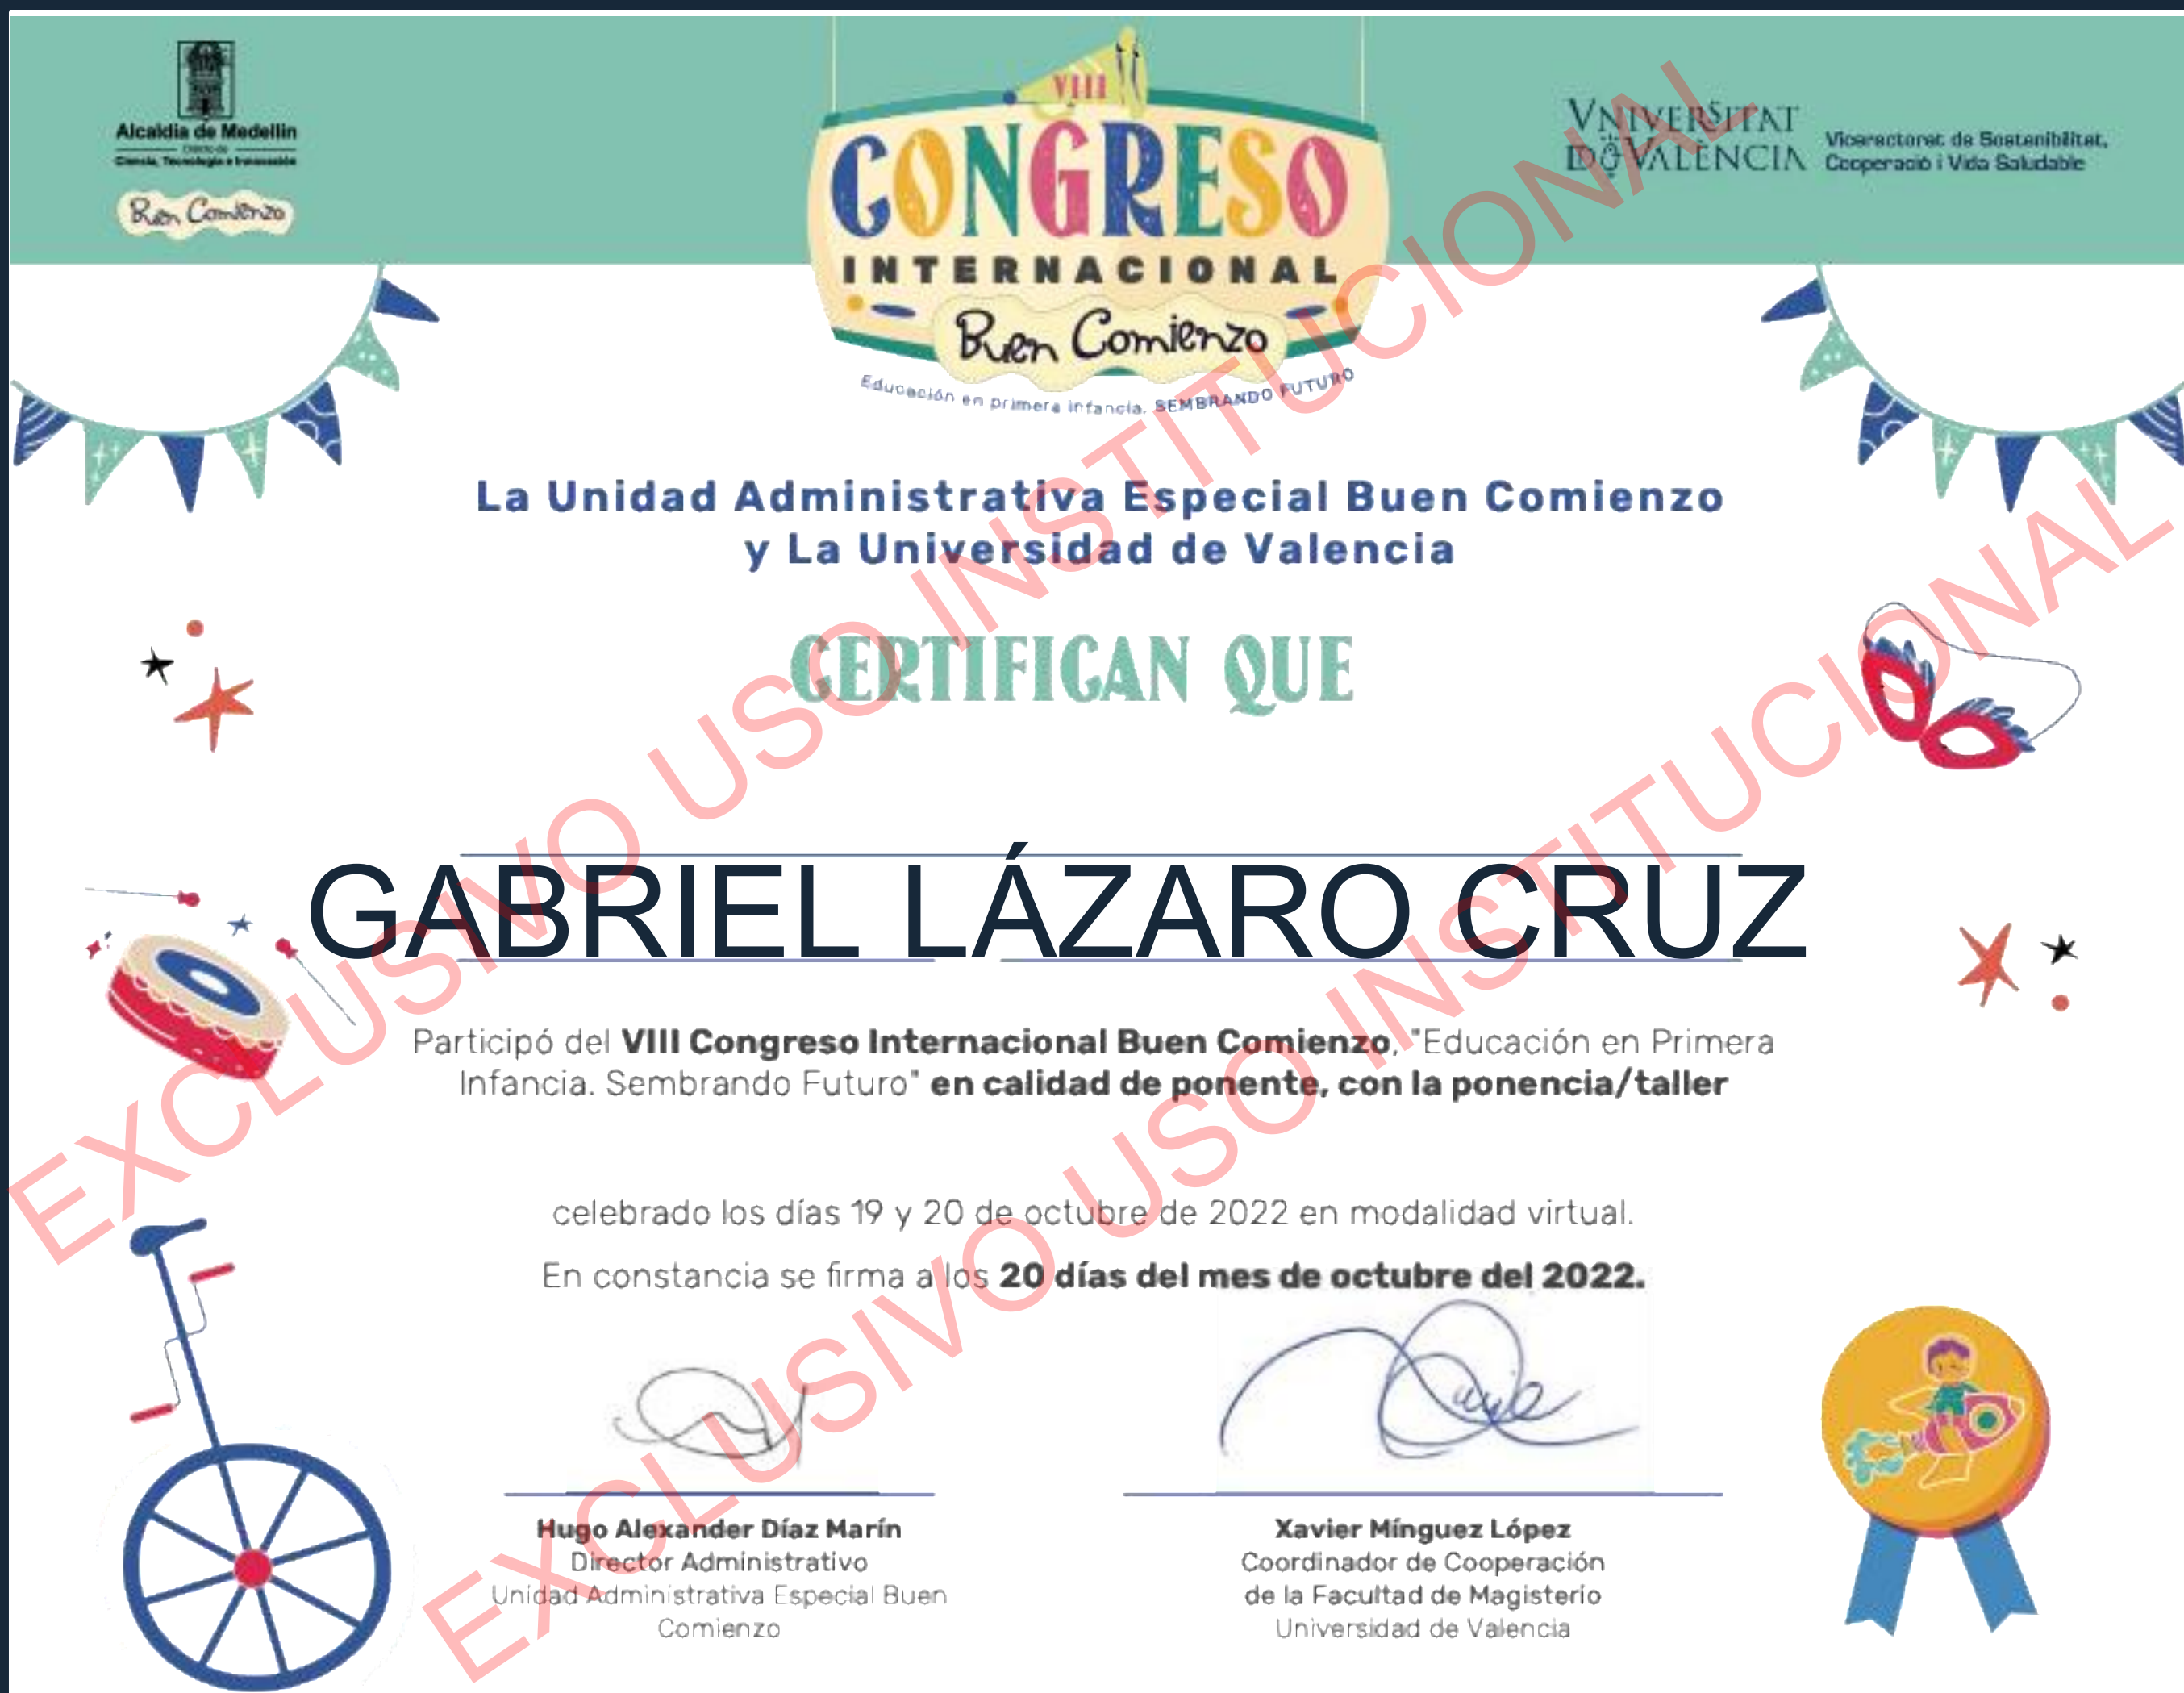 Alcaldía de Medellín
Distrito de
Ciencia, Tecnología e Innovación
Buen Comienzo
VIII
CONGRESO
INTERNACIONAL
Buen Comienzo
Educación en primera infancia. SEMBRANDO FUTURO
VNIVERSITAT
D VALÈNCIA
Vicerectorat de Sostenibilitat,
Cooperació i Vida Saludable
La Unidad Administrativa Especial Buen Comienzo
y La Universidad de Valencia
CERTIFICAN QUE
GABRIEL LÁZARO CRUZ
Participó del VIII Congreso Internacional Buen Comienzo, "Educación en Primera
Infancia. Sembrando Futuro" en calidad de ponente, con la ponencia/taller
celebrado los días 19 y 20 de octubre de 2022 en modalidad virtual.
En constancia se firma a los 20 días del mes de octubre del 2022.
Hugo Alexander Díaz Marín
Director Administrativo
Unidad Administrativa Especial Buen
Comienzo
Xavier Mínguez López
Coordinador de Cooperación
de la Facultad de Magisterio
Universidad de Valencia
EXCLUSIVO USO INSTITUCIONAL
EXCLUSIVO USO INSTITUCIONAL